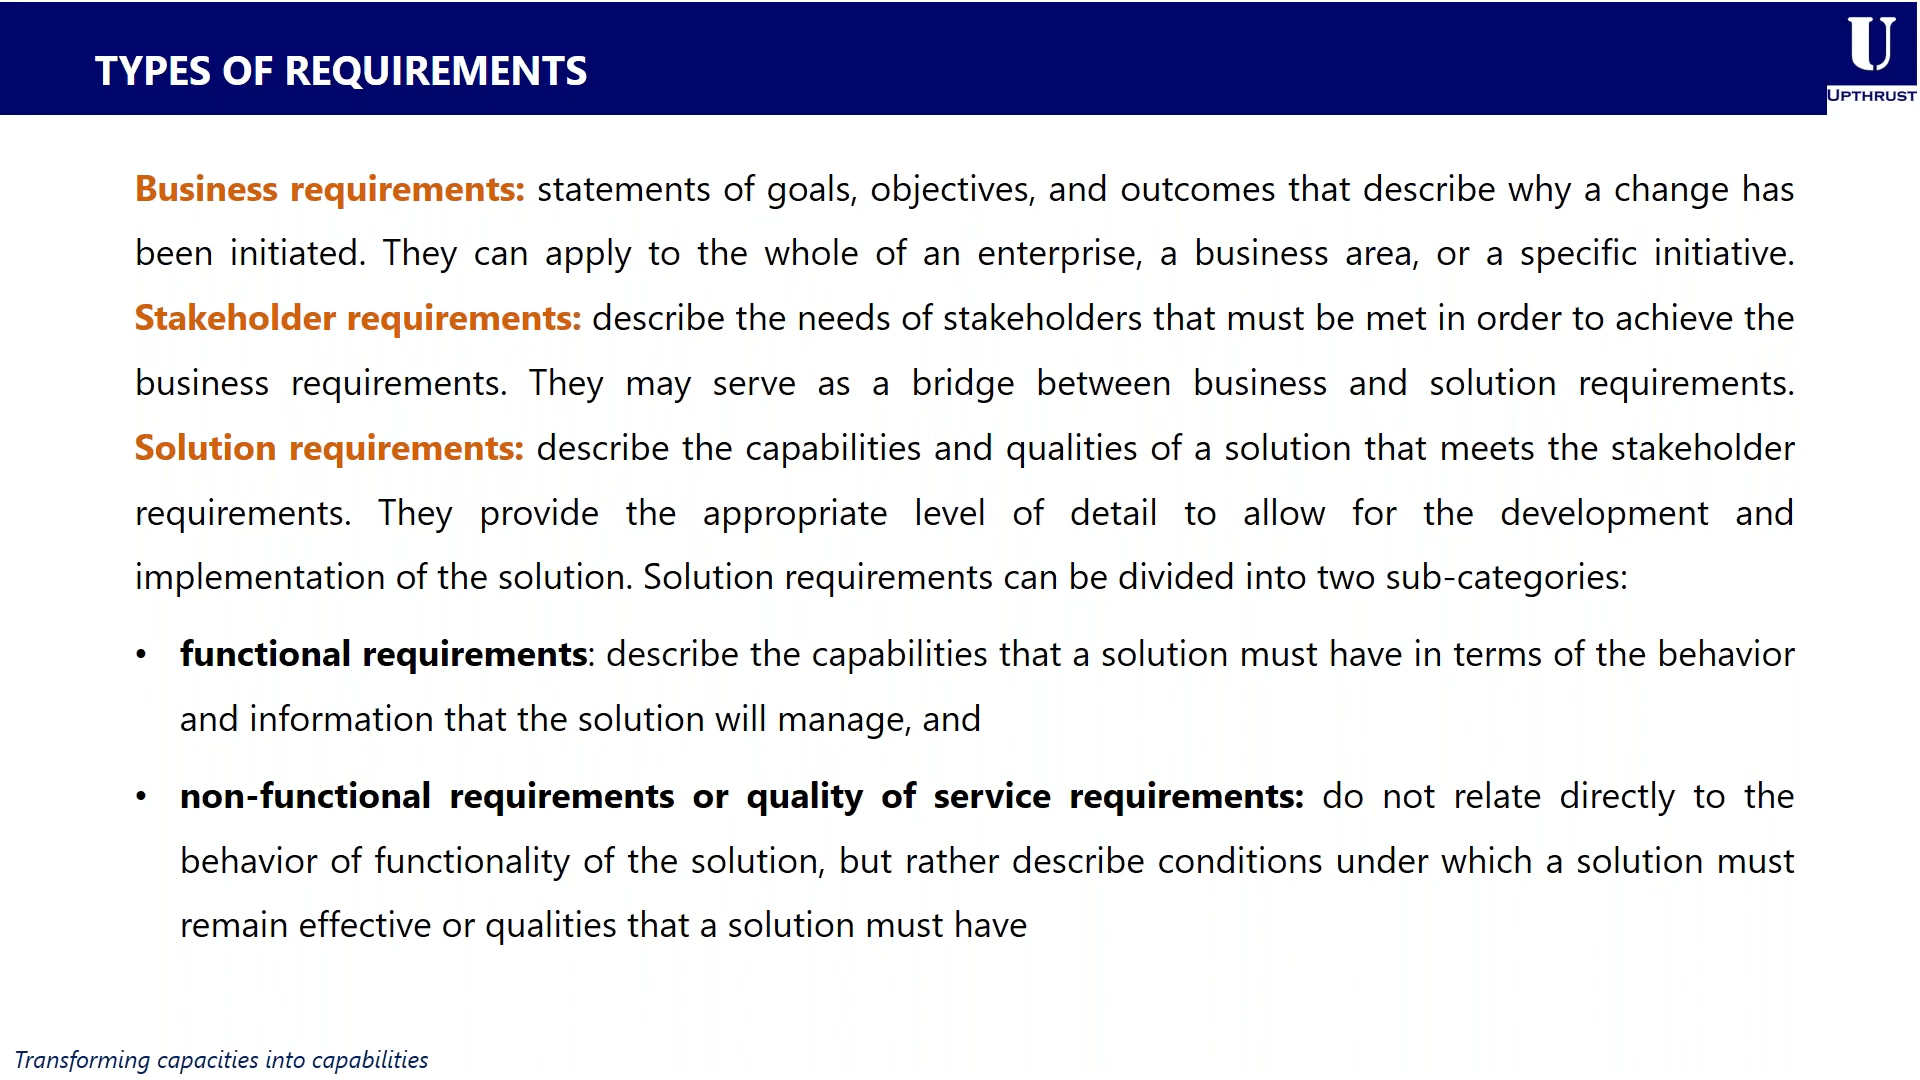 TYPES OF REQUIREMENTS
U
UPTHRUST
Business requirements: statements of goals, objectives, and outcomes that describe why a change has
been initiated. They can apply to the whole of an enterprise, a business area, or a specific initiative.
Stakeholder requirements: describe the needs of stakeholders that must be met in order to achieve the
business requirements. They may serve as a bridge between business and solution requirements.
Solution requirements: describe the capabilities and qualities of a solution that meets the stakeholder
requirements. They provide the appropriate level of detail to allow for the development and
implementation of the solution. Solution requirements can be divided into two sub-categories:
• functional requirements: describe the capabilities that a solution must have in terms of the behavior
and information that the solution will manage, and
• non-functional requirements or quality of service requirements: do not relate directly to the
behavior of functionality of the solution, but rather describe conditions under which a solution must
remain effective or qualities that a solution must have
Transforming capacities into capabilities